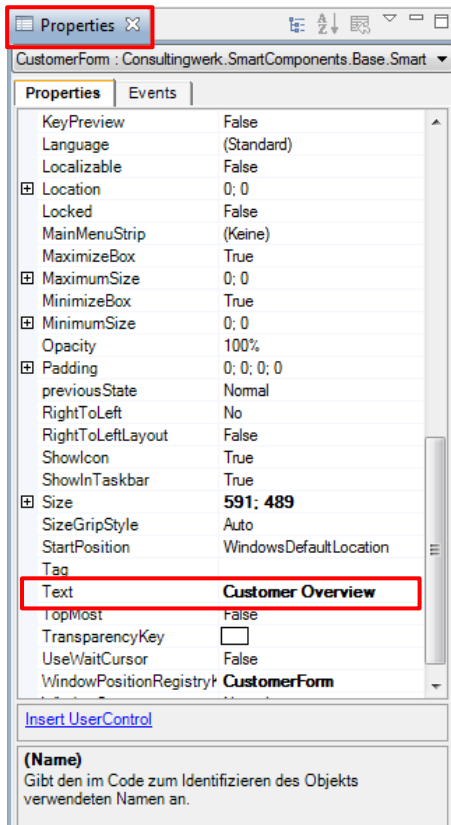 Properties
CustomerForm : Consultingwerk.SmartComponents.Base.Smart
Properties Events
KeyPreview False
Language (Standard)
Localizable False
Location 0; 0
Locked False
MainMenuStrip (Keine)
MaximizeBox True
MaximumSize 0; 0
MinimizeBox True
MinimumSize 0; 0
Opacity 100%
Padding 0; 0; 0; 0
previousState Normal
RightToLeft No
RightToLeftLayout False
ShowIcon True
ShowInTaskbar True
Size 591; 489
SizeGripStyle Auto
StartPosition WindowsDefaultLocation
Tag
Text Customer Overview
TopMost False
TransparencyKey
UseWaitCursor False
WindowPositionRegistryK CustomerForm
Insert UserControl
(Name)
Gibt den im Code zum Identifizieren des Objekts
verwendeten Namen an.